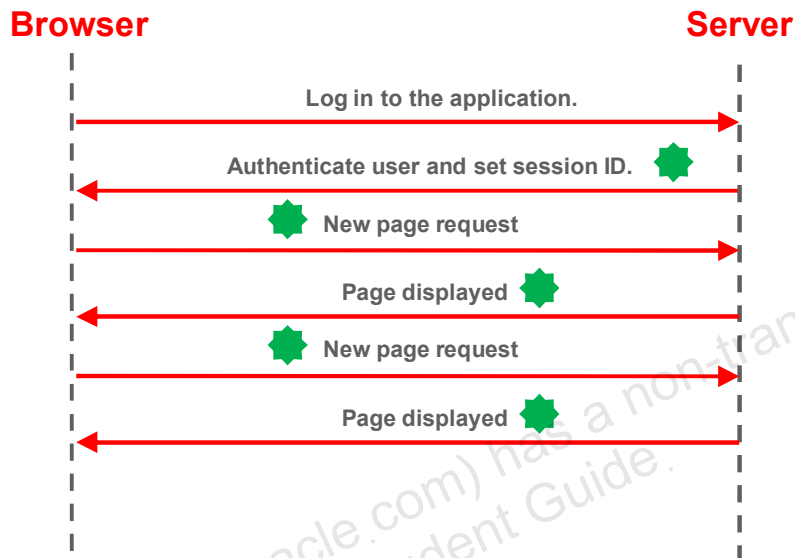 Browser
Server
Log in to the application.
Authenticate user and set session ID.
New page request
Page displayed
New page request
Page displayed
has a non-tran
acle.com)
dent Guide.